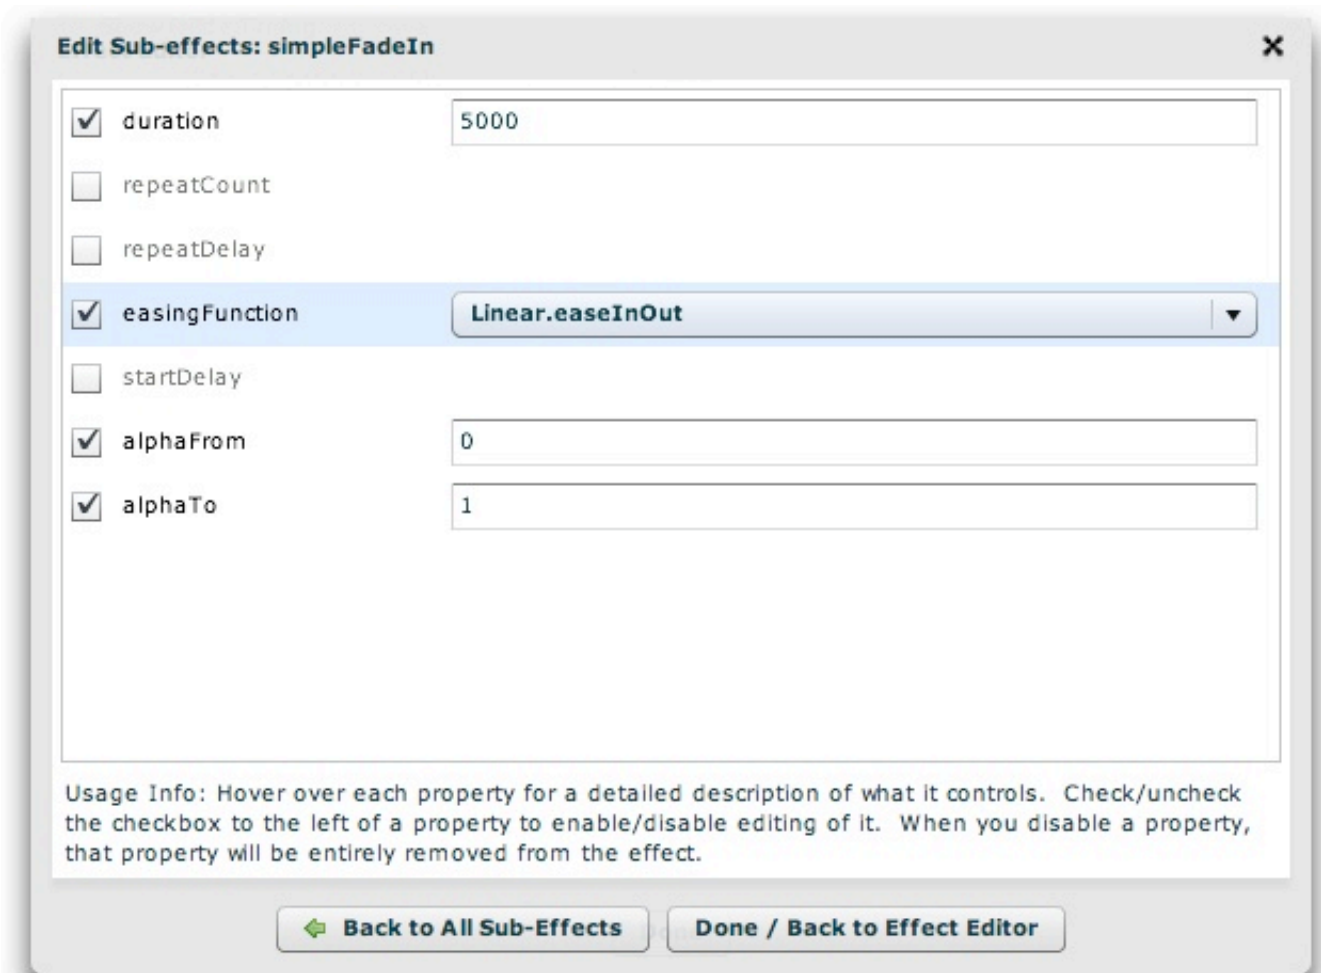 Edit Sub-effects: simpleFadeIn
duration 5000
repeatCount
repeatDelay
easingFunction Linear.easeInOut
startDelay
alphaFrom 0
alphaTo 1
Usage Info: Hover over each property for a detailed description of what it controls. Check/uncheck
the checkbox to the left of a property to enable/disable editing of it. When you disable a property,
that property will be entirely removed from the effect.
Back to All Sub-Effects Done / Back to Effect Editor